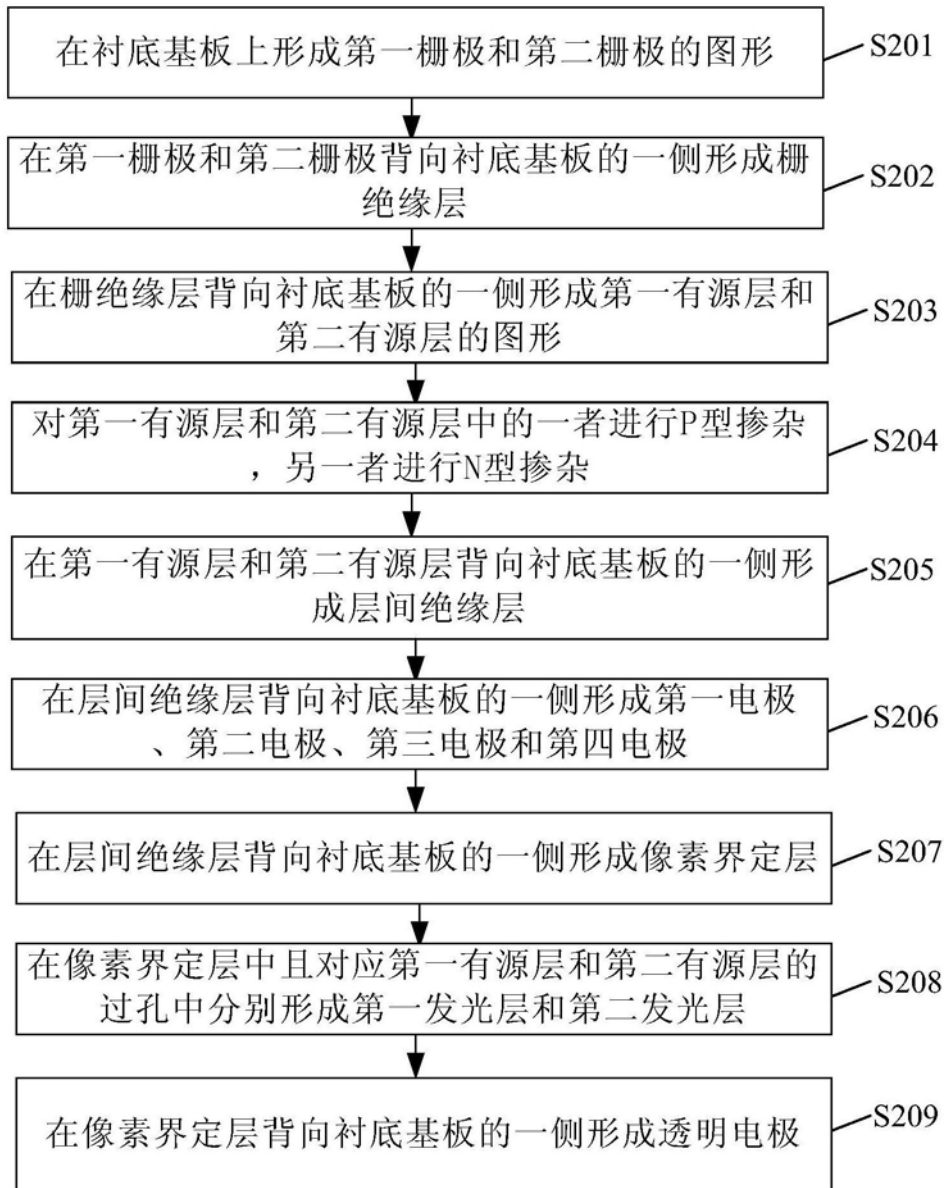 在衬底基板上形成第一栅极和第二栅极的图形
S201
在第一栅极和第二栅极背向衬底基板的一侧形成栅
绝缘层
S202
在栅绝缘层背向衬底基板的一侧形成第一有源层和
第二有源层的图形
S203
对第一有源层和第二有源层中的一者进行P型掺杂
，另一者进行N型掺杂
S204
在第一有源层和第二有源层背向衬底基板的一侧形
成层间绝缘层
S205
在层间绝缘层背向衬底基板的一侧形成第一电极
、第二电极、第三电极和第四电极
S206
在层间绝缘层背向衬底基板的一侧形成像素界定层
S207
在像素界定层中且对应第一有源层和第二有源层的
过孔中分别形成第一发光层和第二发光层
S208
在像素界定层背向衬底基板的一侧形成透明电极
S209